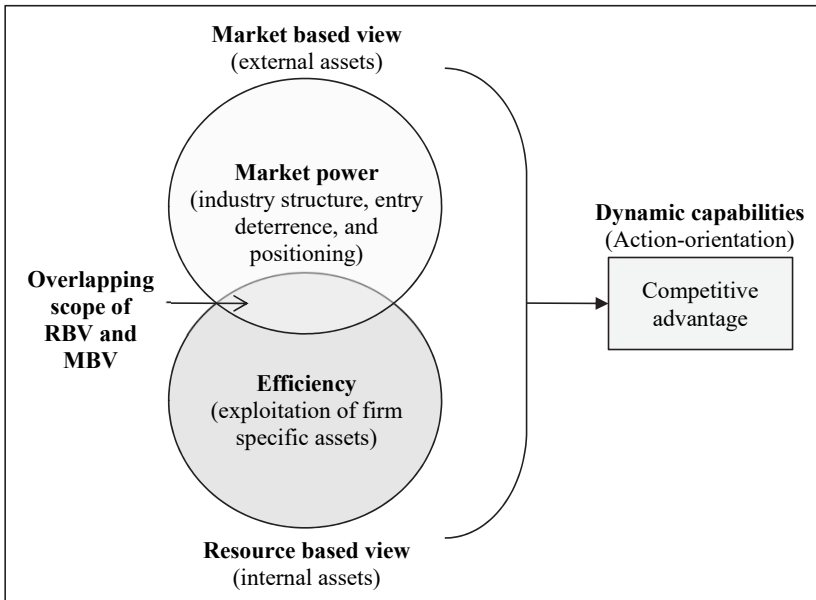 Market based view
(external assets)
Market power
(industry structure, entry
deterrence, and
positioning)
Overlapping
scope of
RBV and
MBV
Efficiency
(exploitation of firm
specific assets)
Resource based view
(internal assets)
Dynamic capabilities
(Action-orientation)
Competitive
advantage